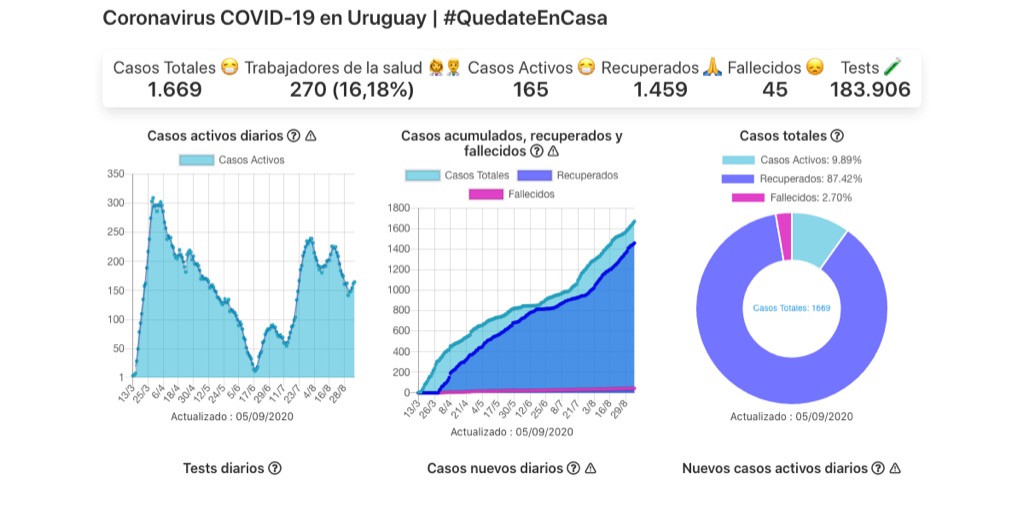 Coronavirus COVID-19 en Uruguay | #QuedateEnCasa
Casos Totales 😷 Trabajadores de la salud 👩‍⚕️👨‍⚕️ Casos Activos 😷 Recuperados 🙏 Fallecidos 😞 Tests 🧪
1.669 270 (16,18%) 165 1.459 45 183.906
Casos activos diarios
Casos Activos
350
300
250
200
150
100
50
1
13/3 25/3 6/4 18/4 30/4 12/5 24/5 5/6 17/6 29/6 11/7 23/7 4/8 16/8 28/8
Actualizado : 05/09/2020
Casos acumulados, recuperados y
fallecidos
Casos Totales Recuperados
Fallecidos
1800
1600
1400
1200
1000
800
600
400
200
0
13/3 26/3 8/4 21/4 4/5 17/5 30/5 12/6 25/6 8/7 21/7 3/8 16/8 29/8
Actualizado : 05/09/2020
Casos totales
Casos Activos: 9.89%
Recuperados: 87.42%
Fallecidos: 2.70%
Casos Totales: 1669
Actualizado : 05/09/2020
Tests diarios
Casos nuevos diarios
Nuevos casos activos diarios